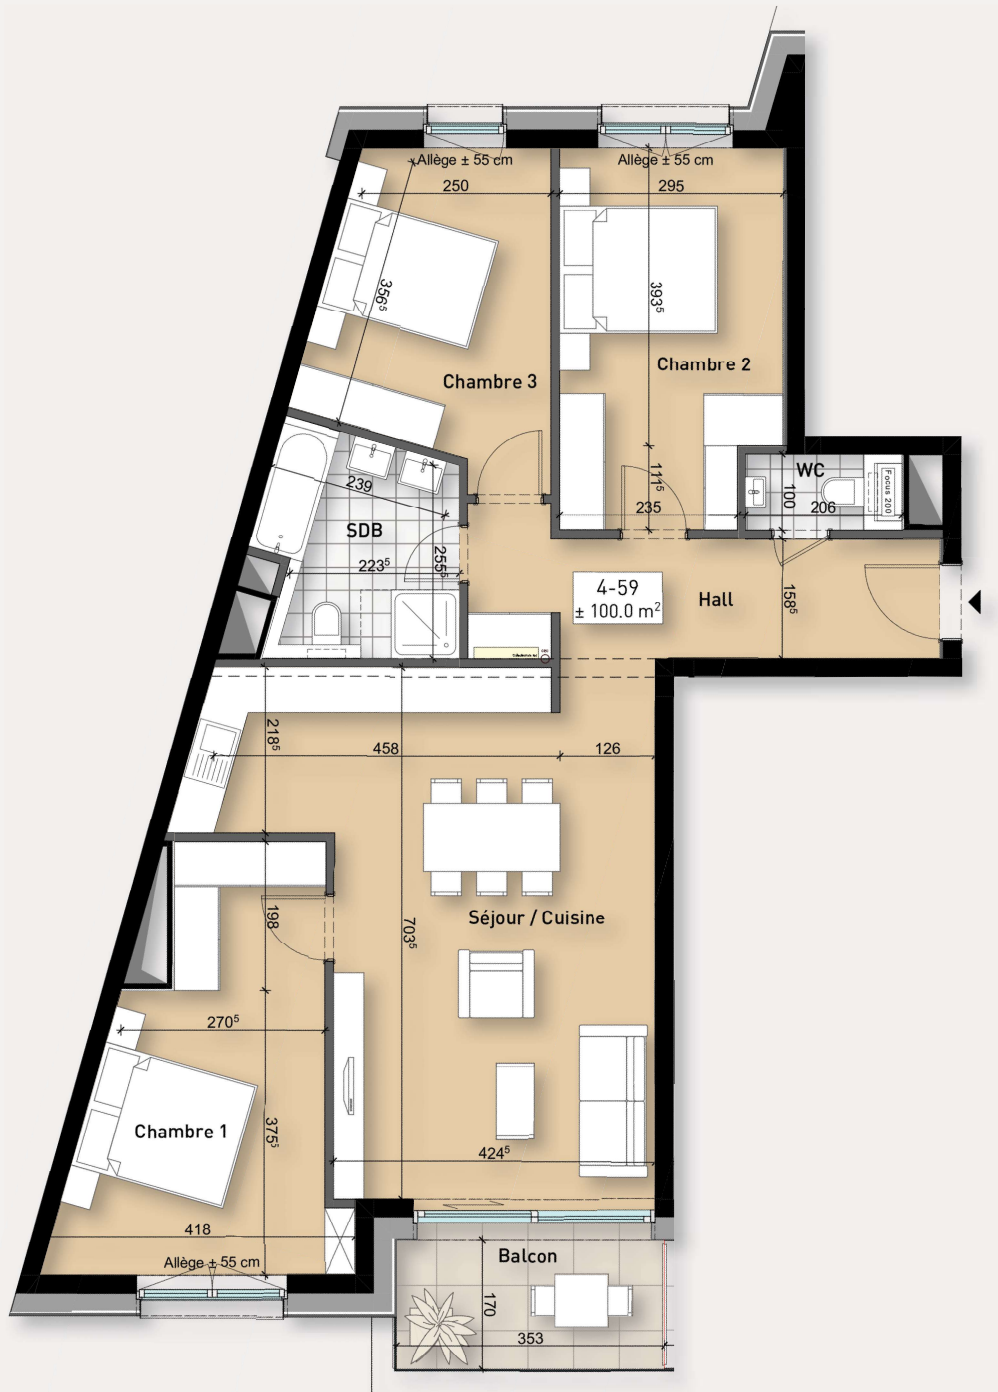 Allège ± 55 cm
Allège ± 55 cm
250
295
356⁵
393⁵
Chambre 2
Chambre 3
WC
111⁵
100
Focus 200
239
SDB
235
206
255⁵
223⁵
4-59
± 100.0 m²
Hall
158⁵
218⁵
458
126
198
703⁵
Séjour / Cuisine
270⁵
375⁵
Chambre 1
424⁵
418
Allège ± 55 cm
Balcon
170
353